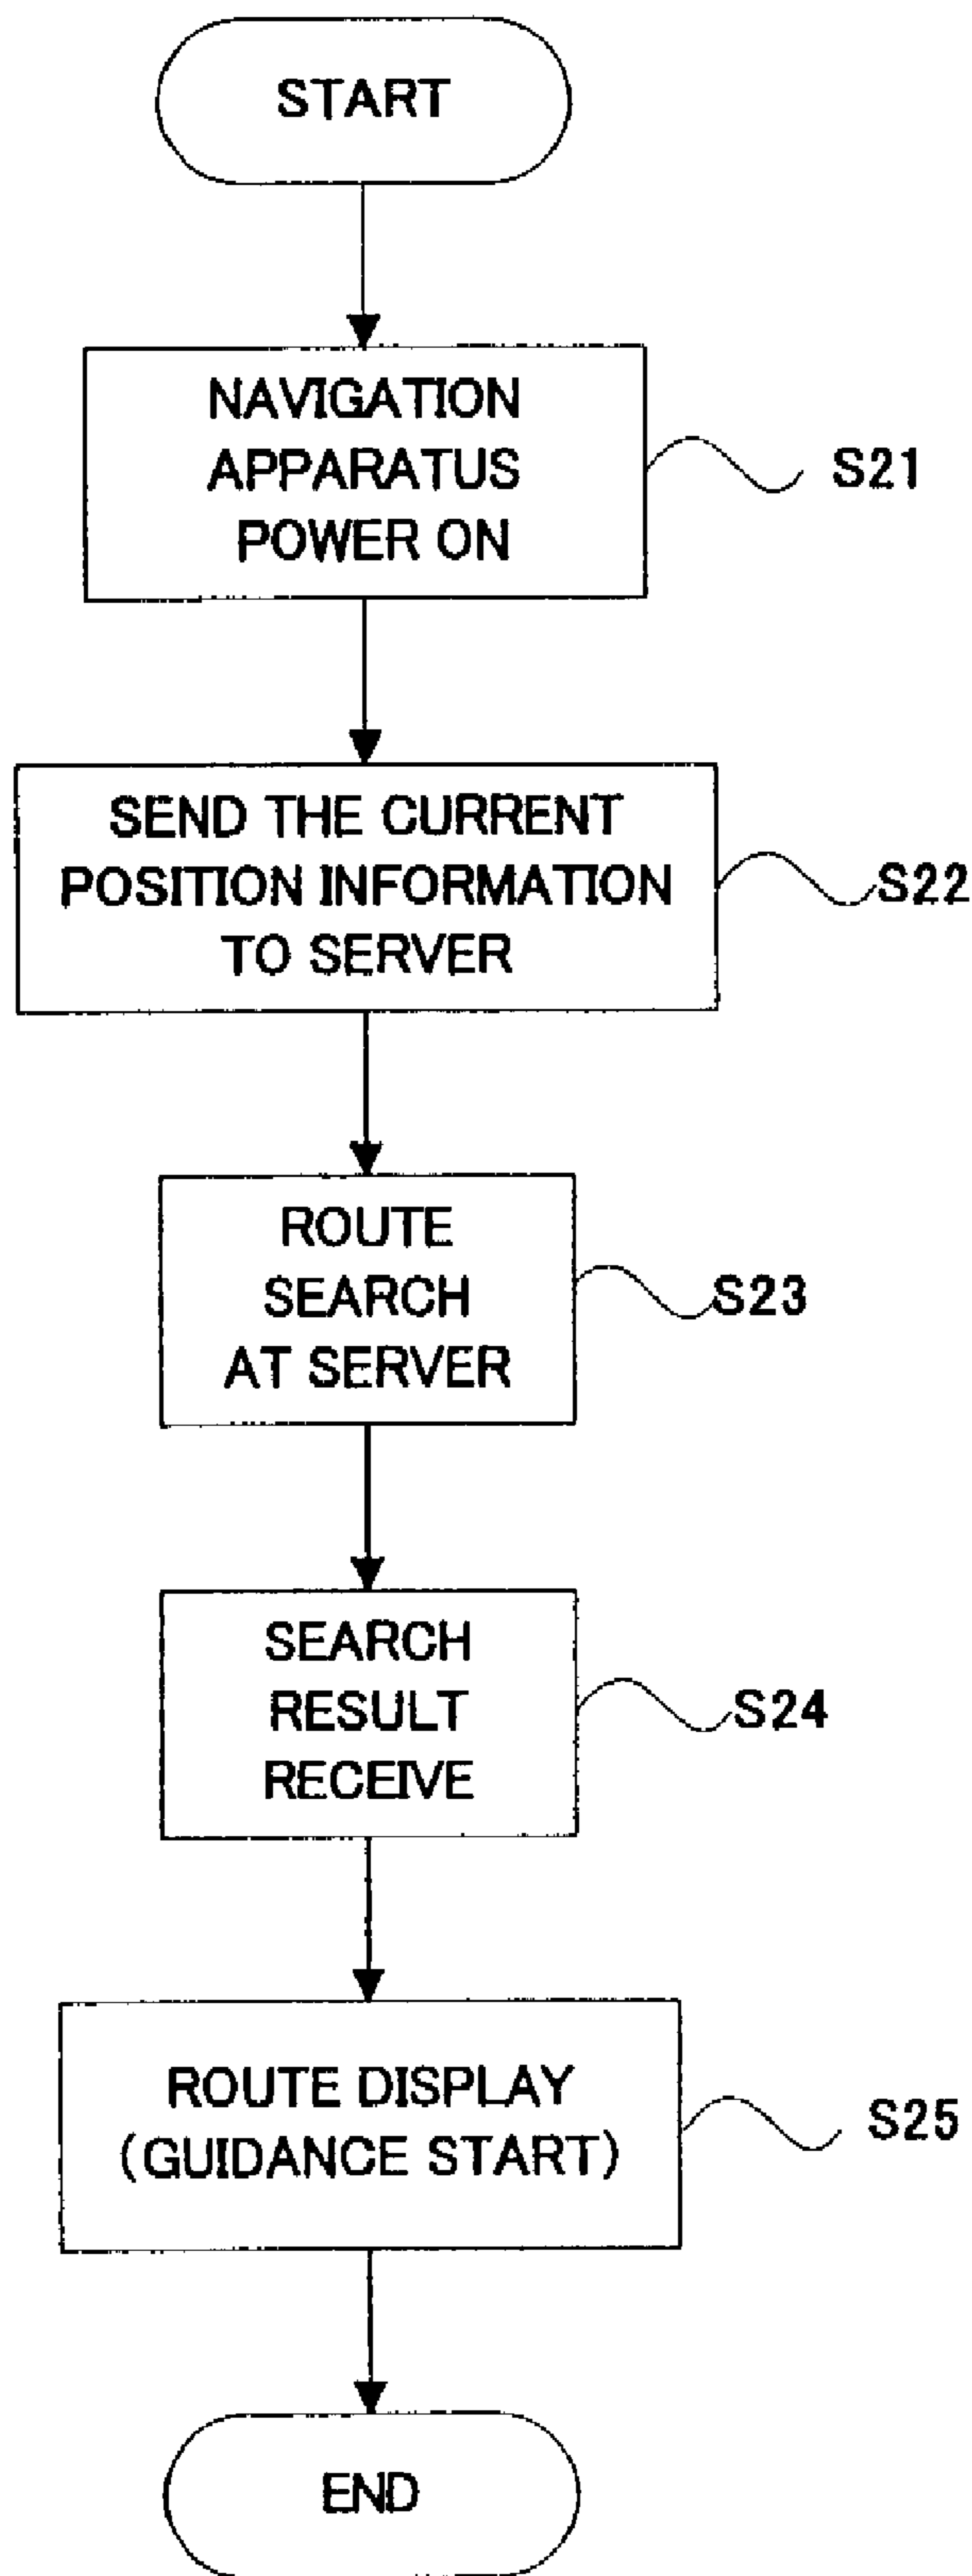 START
NAVIGATION
APPARATUS
POWER ON
S21
SEND THE CURRENT
POSITION INFORMATION
TO SERVER
S22
ROUTE
SEARCH
AT SERVER
S23
SEARCH
RESULT
RECEIVE
S24
ROUTE DISPLAY
(GUIDANCE START)
S25
END